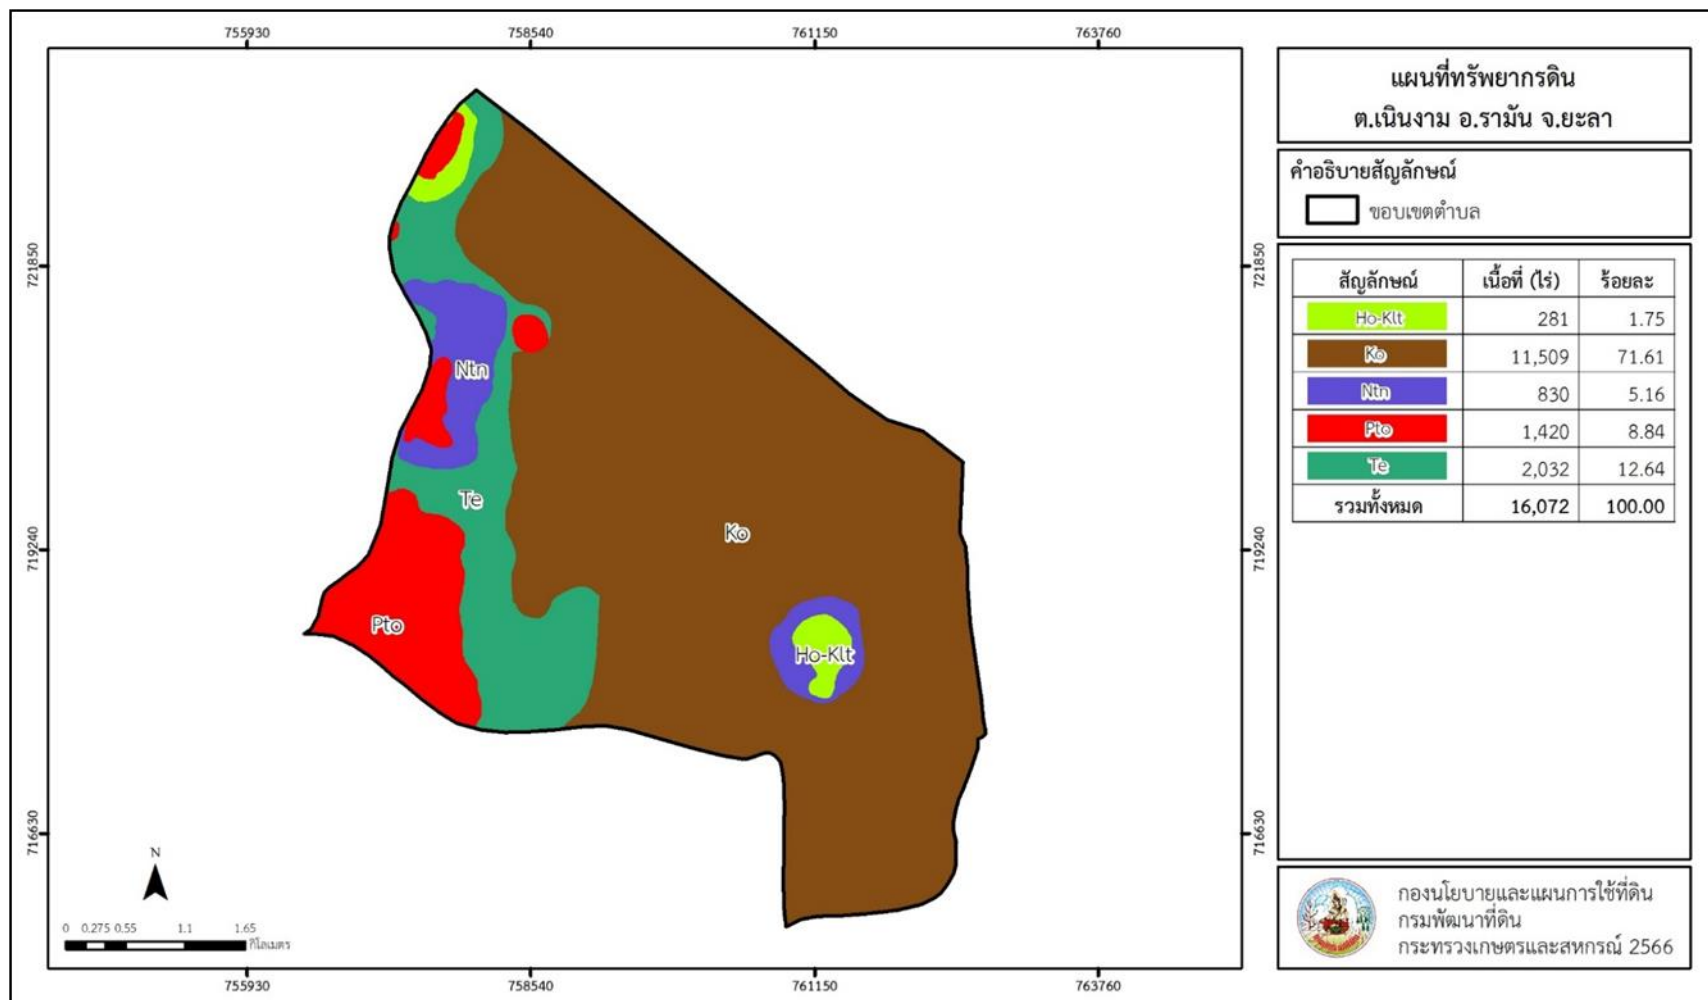 755930 758540 761150 763760
แผนที่ทรัพยากรดิน
ต.เนินงาม อ.รามัน จ.ยะลา
คำอธิบายสัญลักษณ์
ขอบเขตตำบล
สัญลักษณ์ เนื้อที่ (ไร่) ร้อยละ
Ho-Klt 281 1.75
Ko 11,509 71.61
Ntn 830 5.16
Pto 1,420 8.84
Te 2,032 12.64
รวมทั้งหมด 16,072 100.00
721850 721850
Ntn
Te
Ko
719240 719240
Pto
Ho-Klt
716630 716630
N
0 0.275 0.55 1.1 1.65
กิโลเมตร
755930 758540 761150 763760
กองนโยบายและแผนการใช้ที่ดิน
กรมพัฒนาที่ดิน
กระทรวงเกษตรและสหกรณ์ 2566